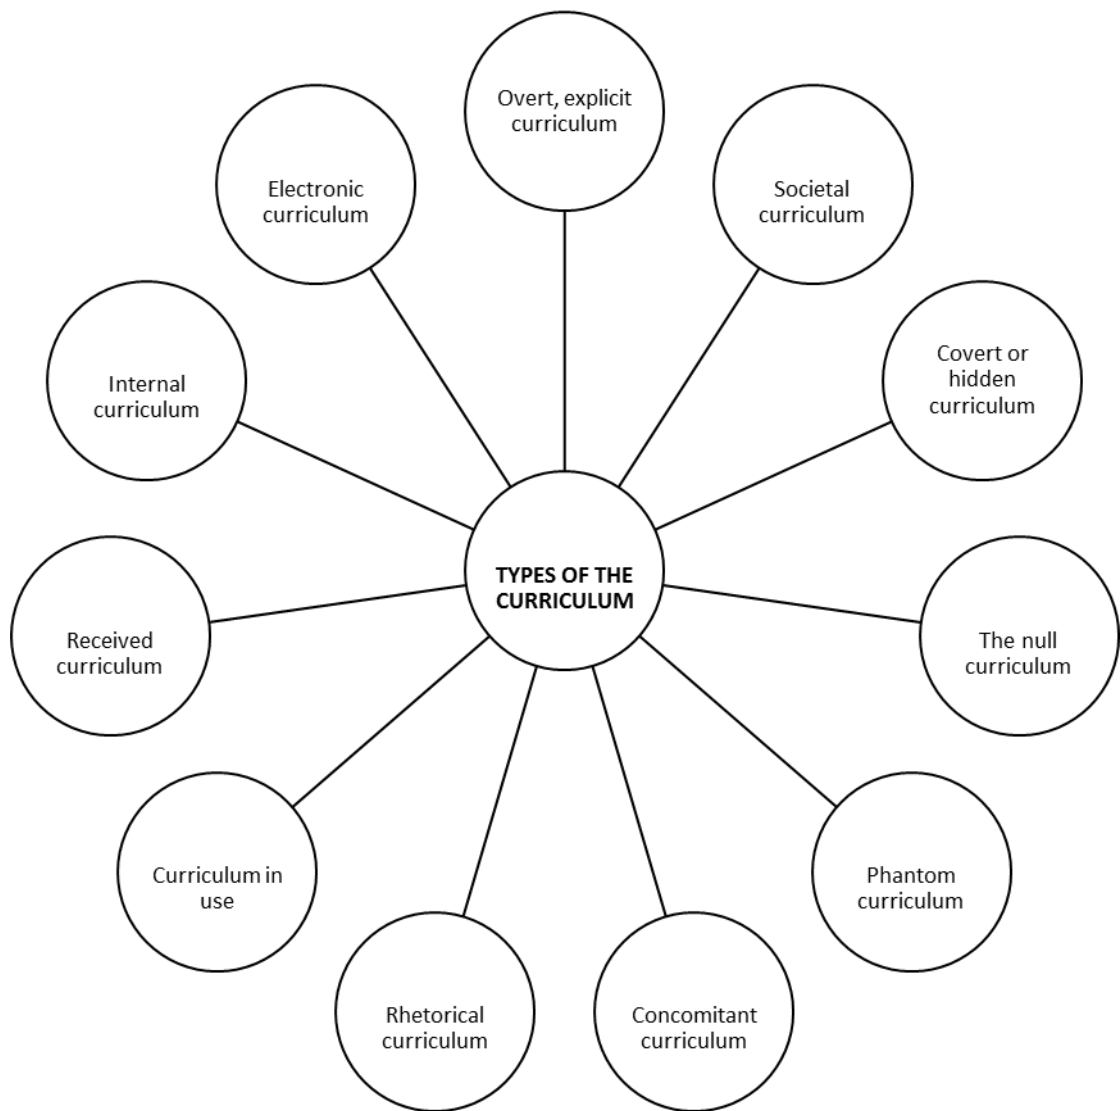 Overt, explicit
curriculum
Societal
curriculum
Covert or
hidden
curriculum
The null
curriculum
Phantom
curriculum
Concomitant
curriculum
Rhetorical
curriculum
Curriculum in
use
Received
curriculum
Internal
curriculum
Electronic
curriculum
TYPES OF THE
CURRICULUM